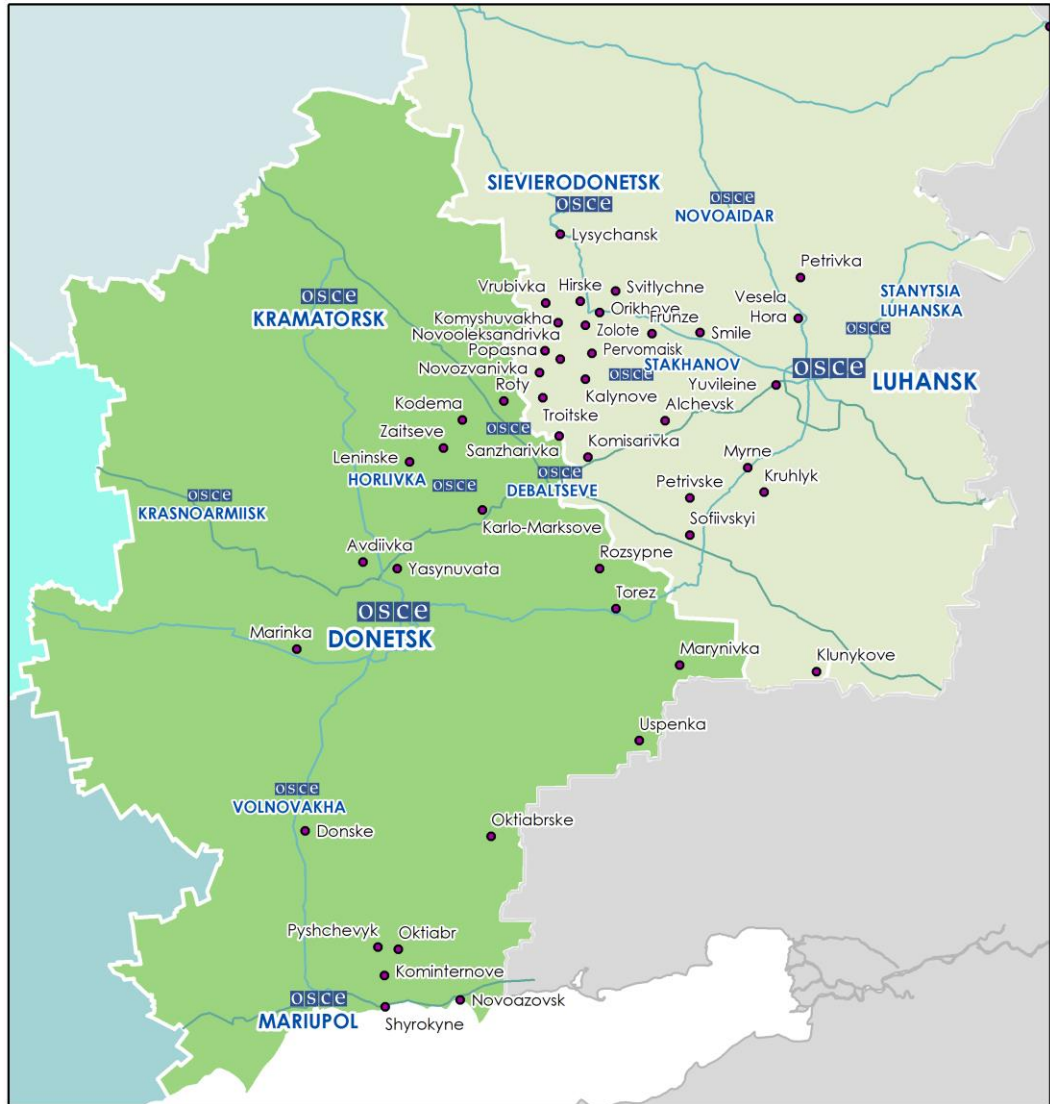 SIEVIERODONETSK
osce
osce
NOVOAIDAR
Lysychansk
Petrivka
STANYTSIA
LUHANSKA
osce
Svitlychne
Hirske
Vrubivka
Orikhove
Vesela
Hora
osce
KRAMATORSK
Komyshuvakha
Zolote
Frunze
Smile
Novooleksandrivka
Popasna
Pervomaisk
osce
STAKHANOV
osce
LUHANSK
Novozvanivka
Roty
Kalynove
Yuvileine
Kodema
Troitske
Alchevsk
Zaitseve
osce
Sanzharivka
Komisarivka
Leninske
HORLIVKA
osce
osce
DEBALTSEVE
Myrne
Kruhlyk
Petrivske
osce
KRASNOARMIISK
Karlo-Marksove
Sofiivskyi
Avdiivka
Yasynuvata
Rozsypne
osce
DONETSK
Torez
Marinka
Marynivka
Klunykove
Uspenka
osce
VOLNOVAKHA
Donske
Oktiabrske
Pyshchevyk
Oktiabr
Kominternove
osce
MARIUPOL
Novoazovsk
Shyrokyne